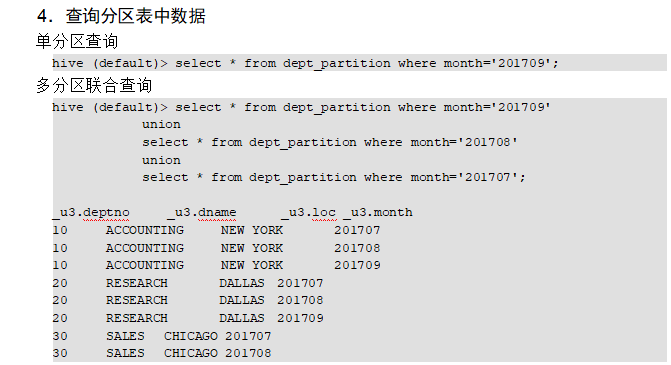 4．查询分区表中数据
单分区查询
hive (default)> select * from dept_partition where month='201709';
多分区联合查询
hive (default)> select * from dept_partition where month='201709'
union
select * from dept_partition where month='201708'
union
select * from dept_partition where month='201707';
_u3.deptno _u3.dname _u3.loc _u3.month
10 ACCOUNTING NEW YORK 201707
10 ACCOUNTING NEW YORK 201708
10 ACCOUNTING NEW YORK 201709
20 RESEARCH DALLAS 201707
20 RESEARCH DALLAS 201708
20 RESEARCH DALLAS 201709
30 SALES CHICAGO 201707
30 SALES CHICAGO 201708